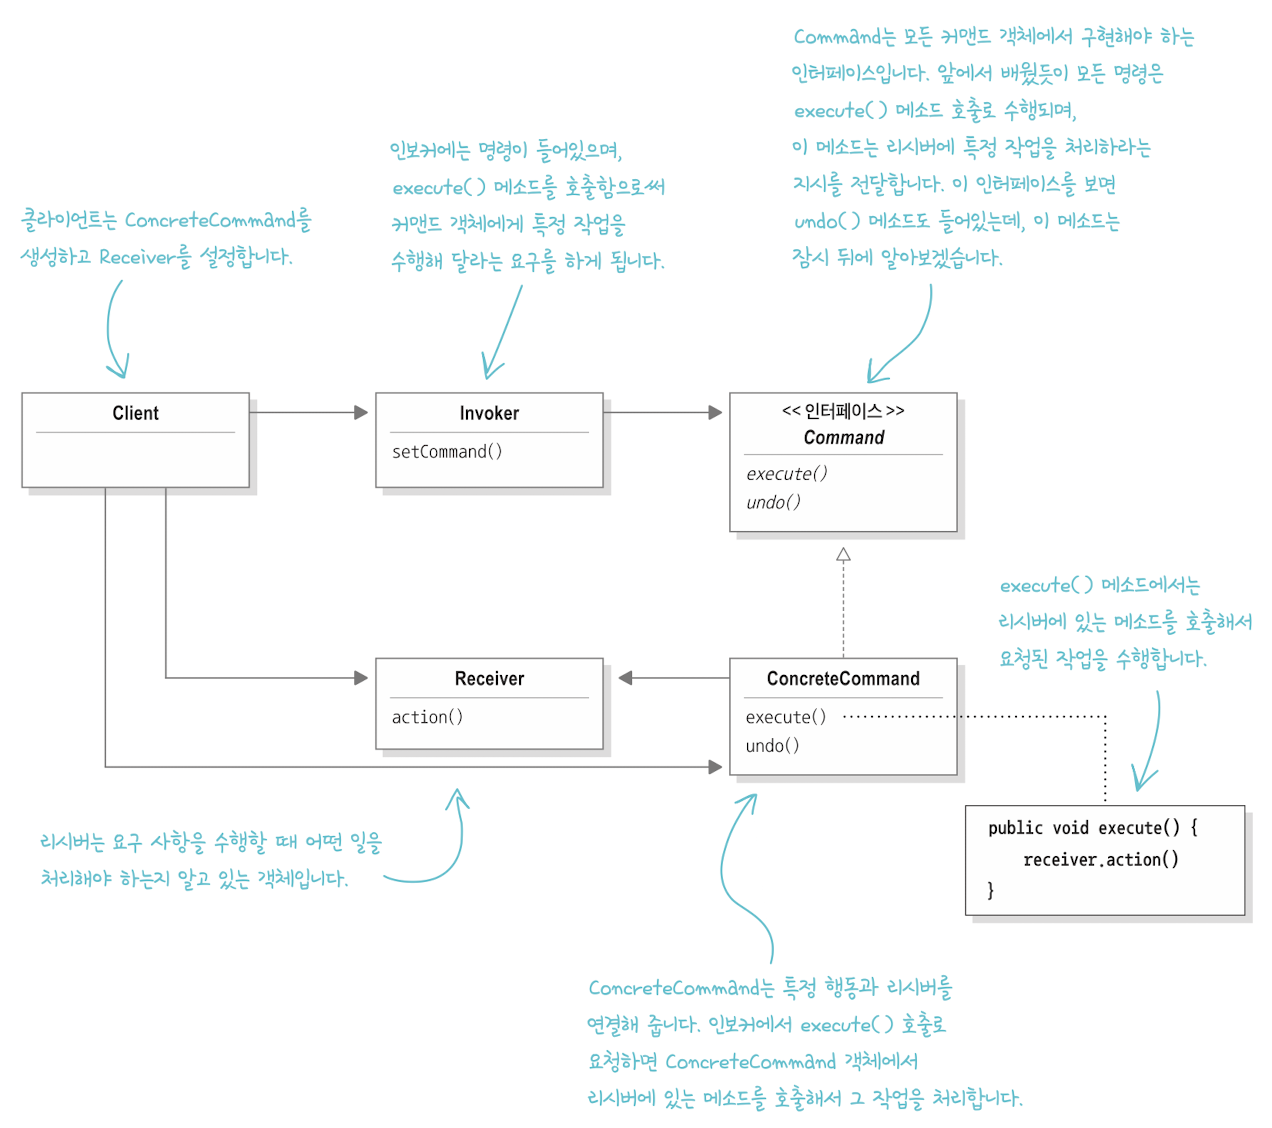 Command는 모든 커맨드 객체에서 구현해야 하는
인터페이스입니다. 앞에서 배웠듯이 모든 명령은
execute() 메소드 호출로 수행되며,
이 메소드는 리시버에 특정 작업을 처리하라는
지시를 전달합니다. 이 인터페이스를 보면
undo() 메소드도 들어있는데, 이 메소드는
잠시 뒤에 알아보겠습니다.
인보커에는 명령이 들어있으며,
execute() 메소드를 호출함으로써
커맨드 객체에게 특정 작업을
수행해 달라는 요구를 하게 됩니다.
클라이언트는 ConcreteCommand를
생성하고 Receiver를 설정합니다.
Client
Invoker
setCommand()
<< 인터페이스 >>
Command
execute()
undo()
execute() 메소드에서는
리시버에 있는 메소드를 호출해서
요청된 작업을 수행합니다.
Receiver
action()
ConcreteCommand
execute()
undo()
public void execute() {
receiver.action()
}
리시버는 요구 사항을 수행할 때 어떤 일을
처리해야 하는지 알고 있는 객체입니다.
ConcreteCommand는 특정 행동과 리시버를
연결해 줍니다. 인보커에서 execute() 호출로
요청하면 ConcreteCommand 객체에서
리시버에 있는 메소드를 호출해서 그 작업을 처리합니다.